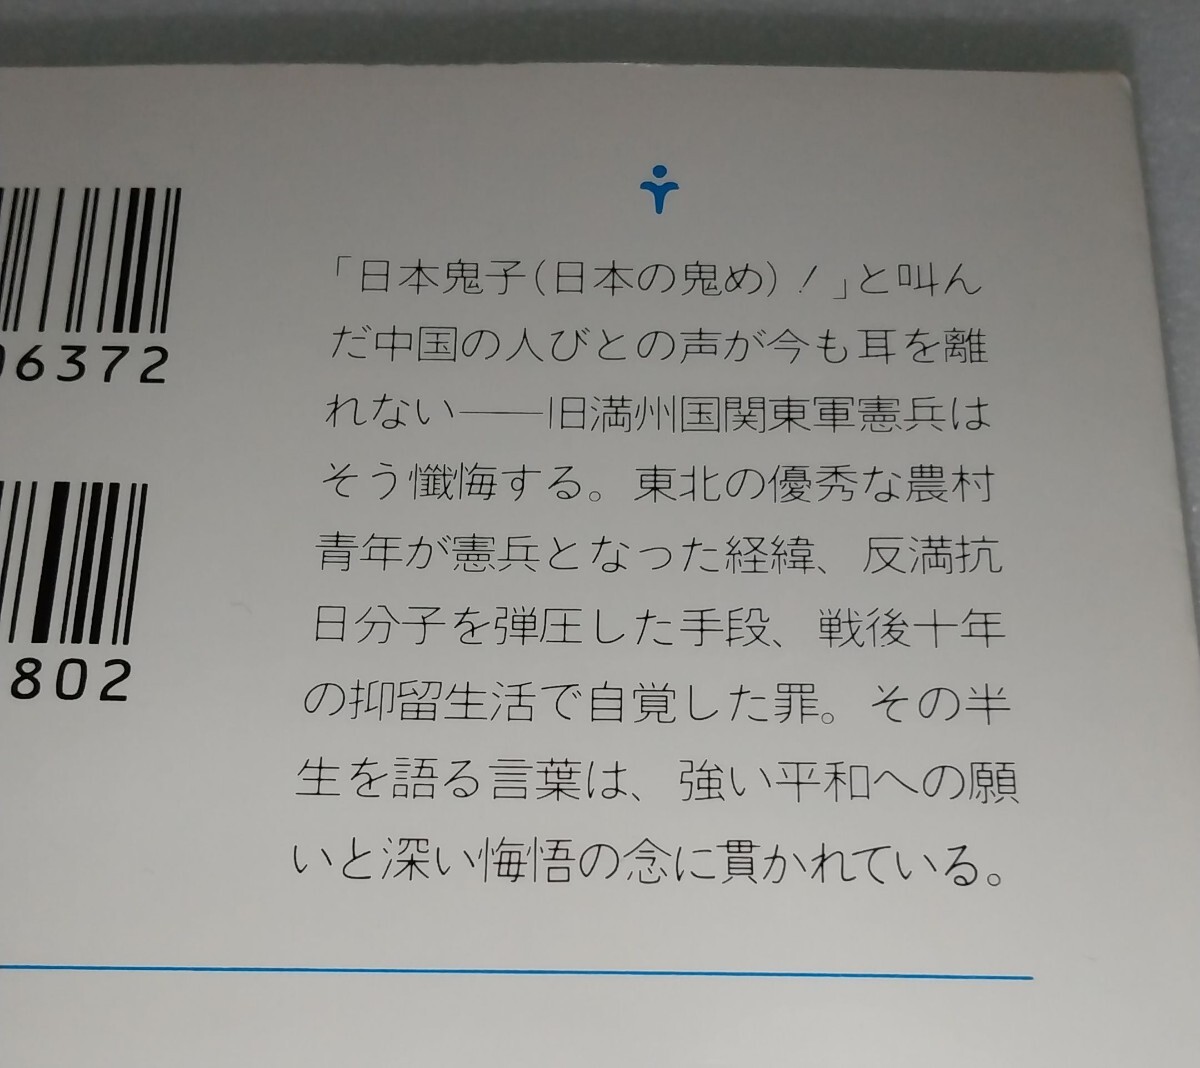 「日本鬼子(日本の鬼め)!」と叫ん
だ中国の人びとの声が今も耳を離
れない――旧満州国関東軍憲兵は
そう懺悔する。東北の優秀な農村
青年が憲兵となった経緯、反満抗
日分子を弾圧した手段、戦後十年
の抑留生活で自覚した罪。その半
生を語る言葉は、強い平和への願
いと深い悔悟の念に貫かれている。
6372
802